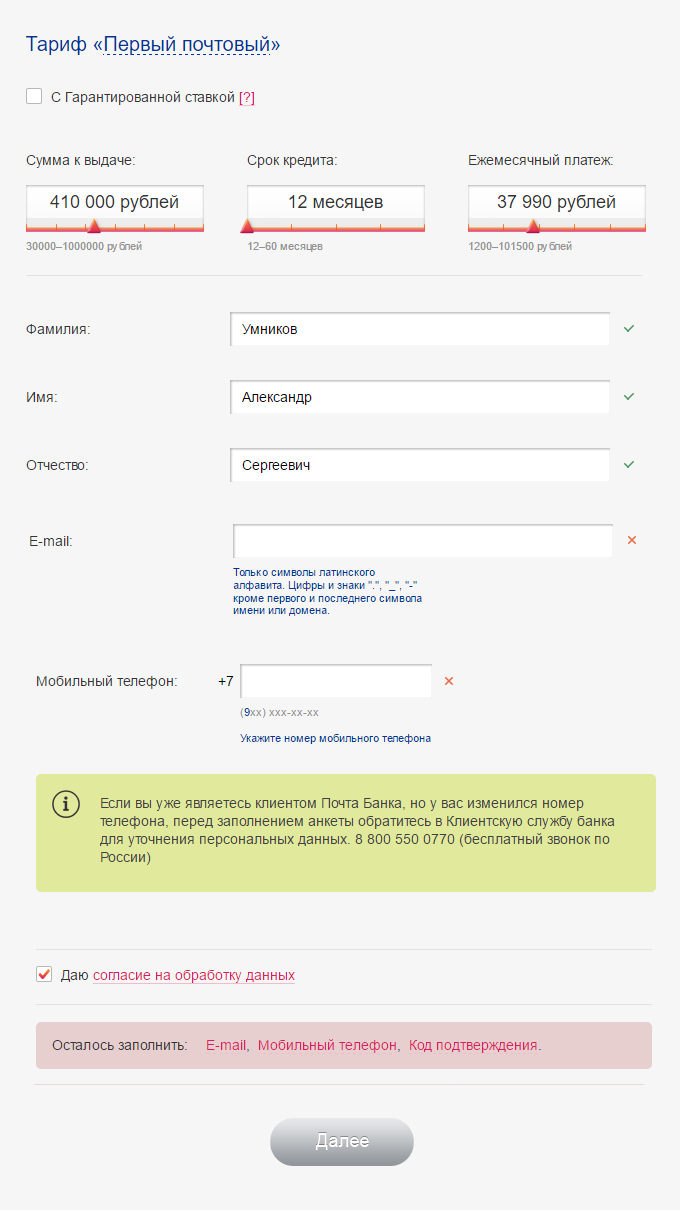 Тариф «Первый почтовый»
С Гарантированной ставкой [?]
Сумма к выдаче: Срок кредита: Ежемесячный платеж:
410 000 рублей 12 месяцев 37 990 рублей
30000–1000000 рублей 12–60 месяцев 1200–101500 рублей
Фамилия: Умников
Имя: Александр
Отчество: Сергеевич
E-mail:
Только символы латинского
алфавита. Цифры и знаки ".", "_", "-"
кроме первого и последнего символа
имени или домена.
Мобильный телефон: +7
(9xx) xxx-xx-xx
Укажите номер мобильного телефона
Если вы уже являетесь клиентом Почта Банка, но у вас изменился номер
телефона, перед заполнением анкеты обратитесь в Клиентскую службу банка
для уточнения персональных данных. 8 800 550 0770 (бесплатный звонок по
России)
Даю согласие на обработку данных
Осталось заполнить: E-mail, Мобильный телефон, Код подтверждения.
Далее